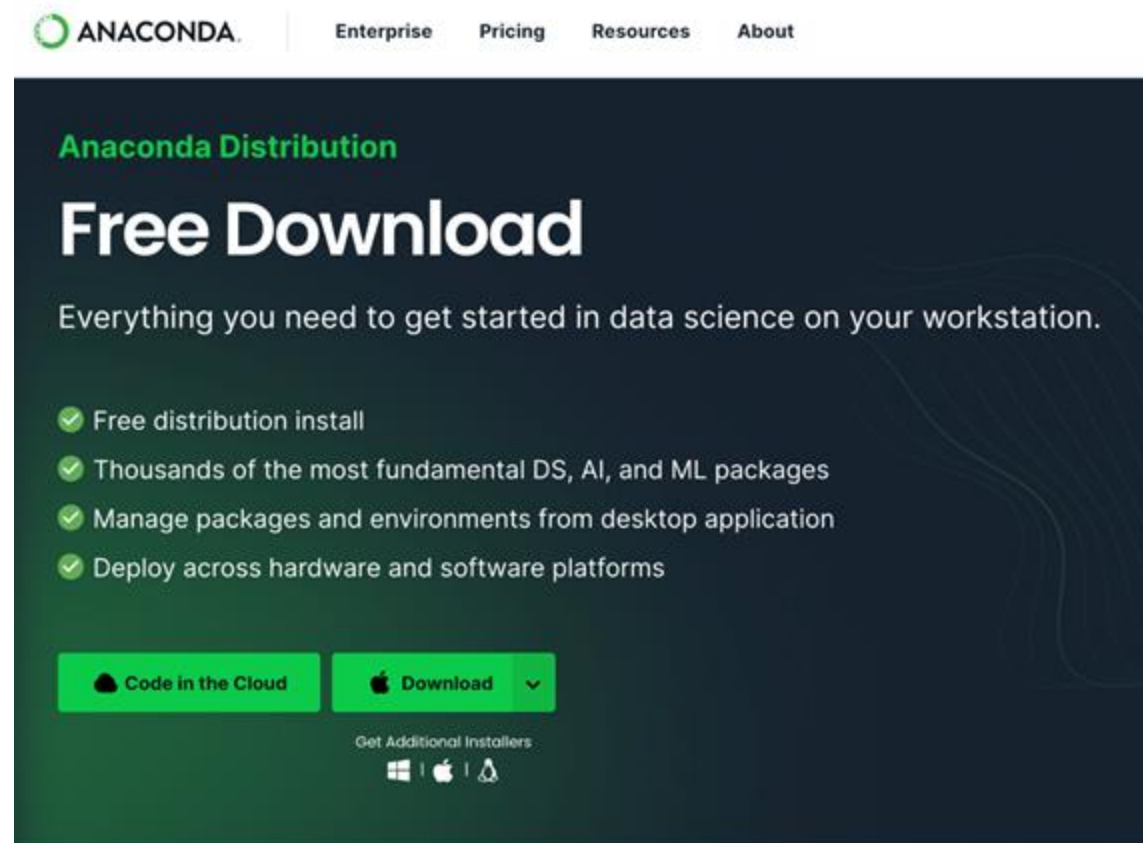 ANACONDA.
Enterprise Pricing Resources About
Anaconda Distribution
Free Download
Everything you need to get started in data science on your workstation.
Free distribution install
Thousands of the most fundamental DS, AI, and ML packages
Manage packages and environments from desktop application
Deploy across hardware and software platforms
Code in the Cloud
Download
Get Additional Installers